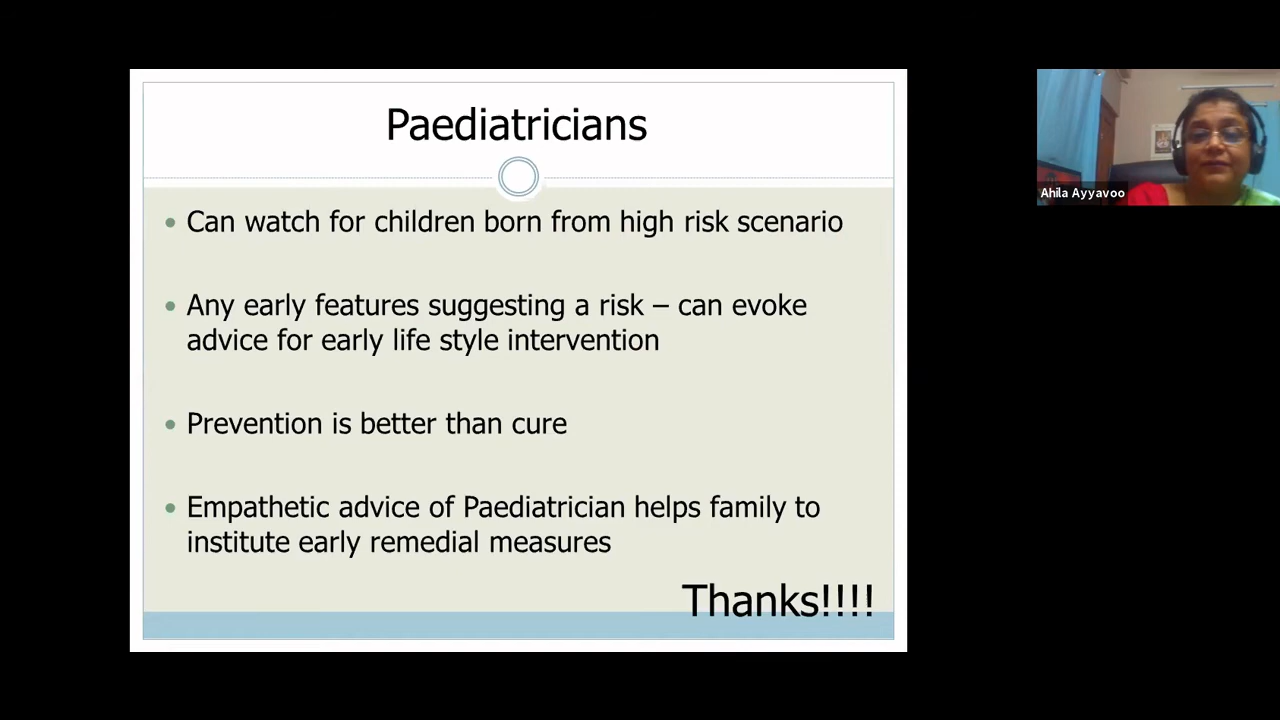 Paediatricians
• Can watch for children born from high risk scenario
• Any early features suggesting a risk – can evoke
advice for early life style intervention
• Prevention is better than cure
• Empathetic advice of Paediatrician helps family to
institute early remedial measures
Thanks!!!!
Ahila Ayyavoo